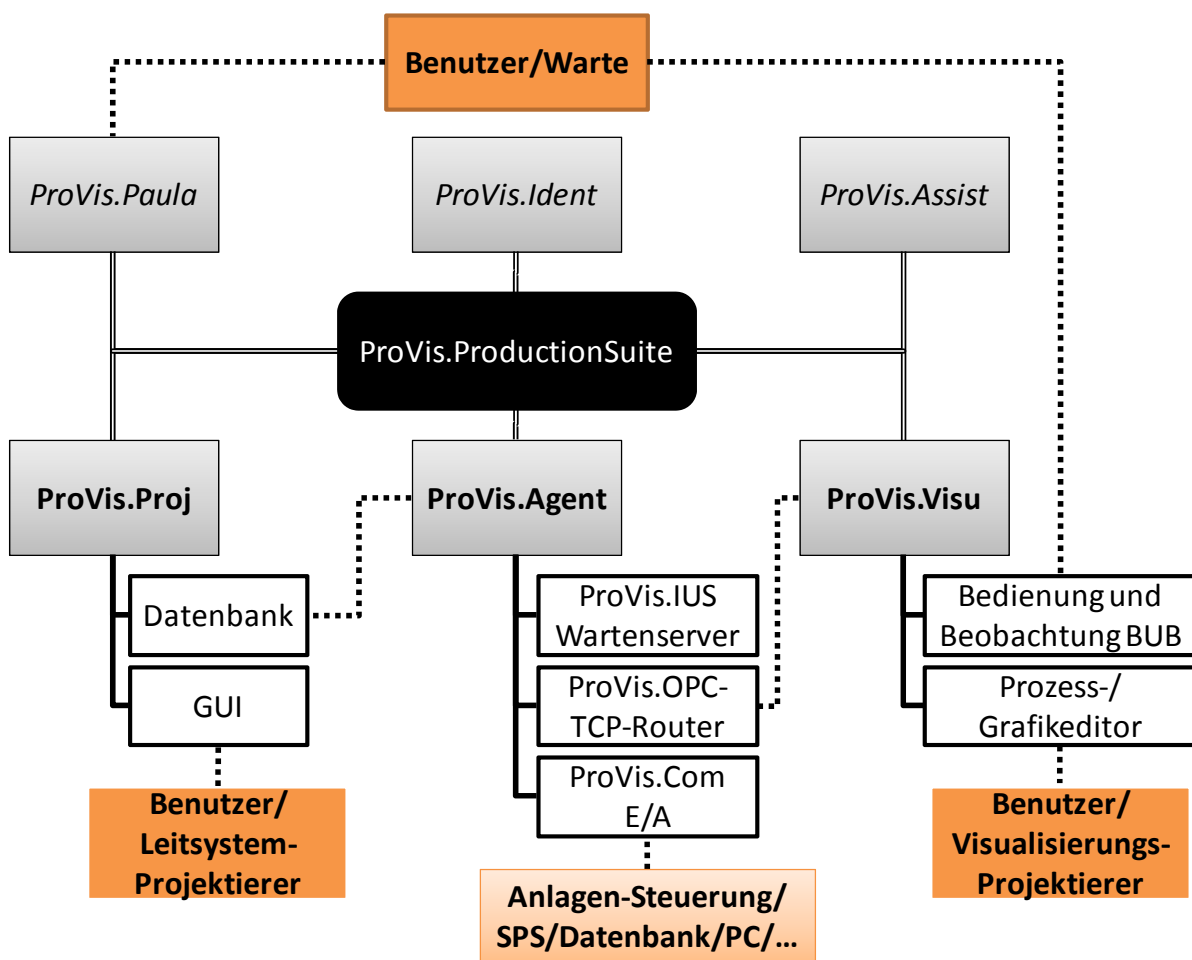 Benutzer/Warte
ProVis.Paula
ProVis.Ident
ProVis.Assist
ProVis.ProductionSuite
ProVis.Proj
ProVis.Agent
ProVis.Visu
Datenbank
GUI
ProVis.IUS
Wartenserver
ProVis.OPC-
TCP-Router
ProVis.Com
E/A
Bedienung und
Beobachtung BUB
Prozess-/
Grafikeditor
Benutzer/
Leitsystem-
Projektierer
Anlagen-Steuerung/
SPS/Datenbank/PC/...
Benutzer/
Visualisierungs-
Projektierer